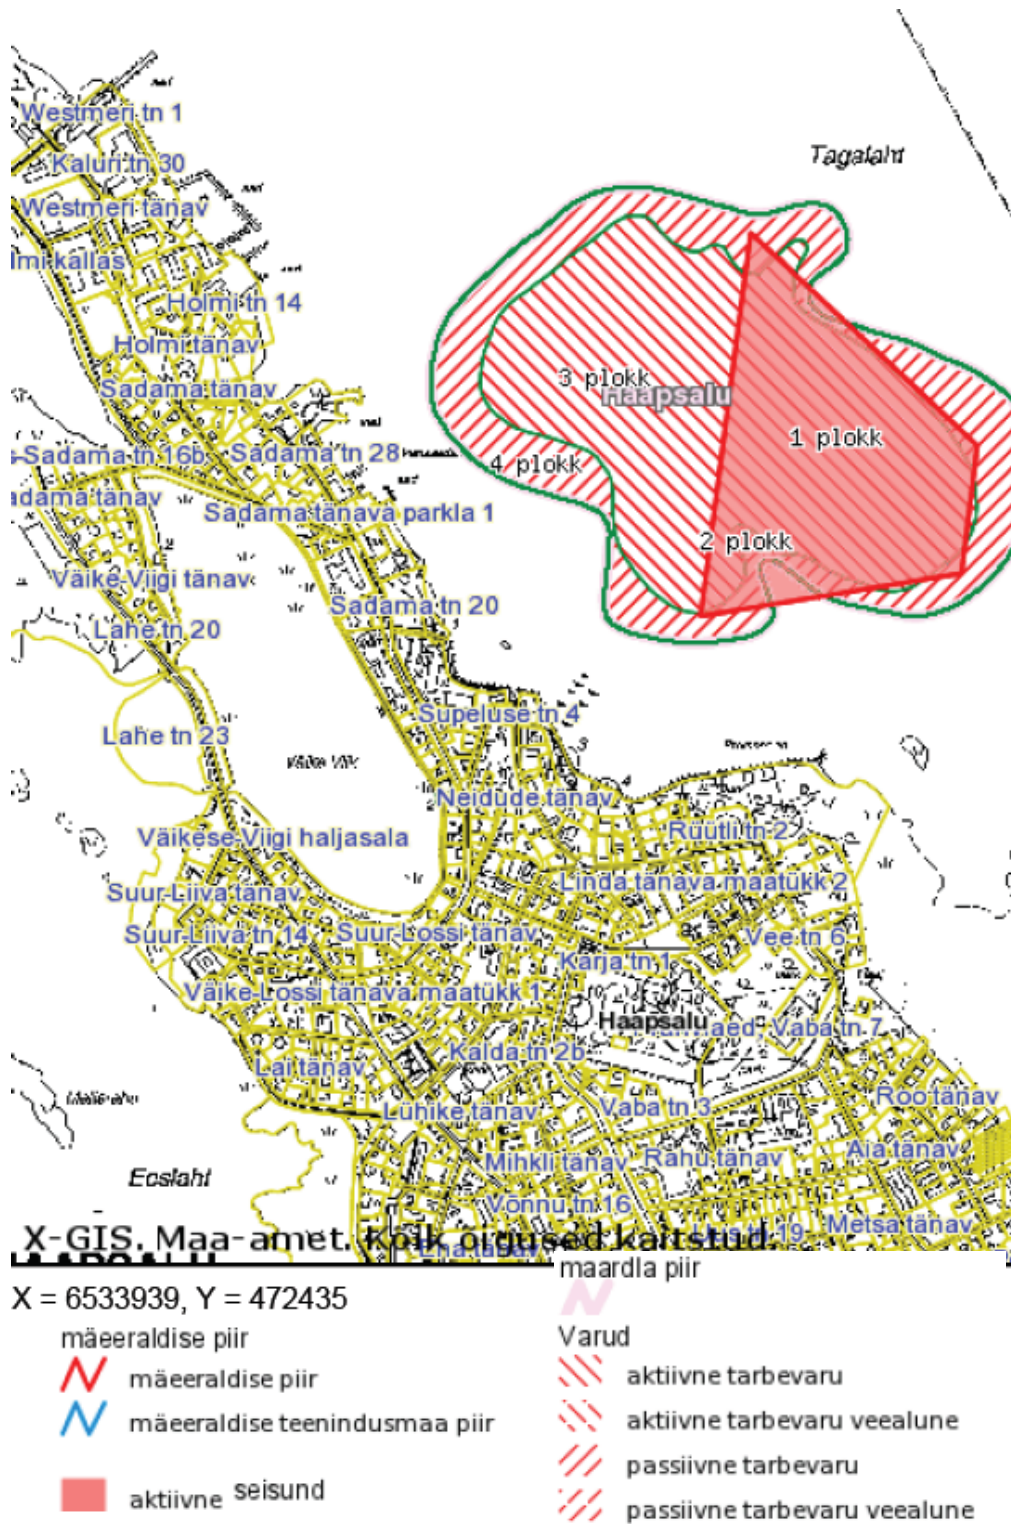 Westmeri tn 1
Tagalaht
Kaluri tn 30
Westmeri tänav
lmi kallas
Holmi tn 14
Holmi tänav
Sadama tänav
3 plokk
Haapsalu
1 plokk
Sadama tn 16b
Sadama tn 28
4 plokk
adama tänav
Sadama tänava parkla 1
2 plokk
Väike-Viigi tänav
Sadama tn 20
Lahe tn 20
Supeluse tn 4
Lahe tn 23
Väike Viik
Neidude tänav
Väikese-Viigi haljasala
Rüütli tn 2
Linda tänava maatükk 2
Suur-Liiva tänav
Suur-Liiva tn 14
Suur-Lossi tänav
Vee tn 6
Karja tn 1
Väike-Lossi tänava maatükk 1
Haapsalu
aed, Vaba tn 7
Kalda tn 2b
Lai tänav
Roo tänav
Lühike tänav
Vaba tn 3
Aia tänav
Mihkli tänav
Rahu tänav
Eeslaht
Võnnu tn 16
Metsa tänav
X-GIS. Maa-amet. Kõik õigused kaitstud.
X = 6533939, Y = 472435
maardla piir
mäeeraldise piir
mäeeraldise piir
mäeeraldise teenindusmaa piir
aktiivne seisund
Varud
aktiivne tarbevaru
aktiivne tarbevaru veealune
passiivne tarbevaru
passiivne tarbevaru veealune